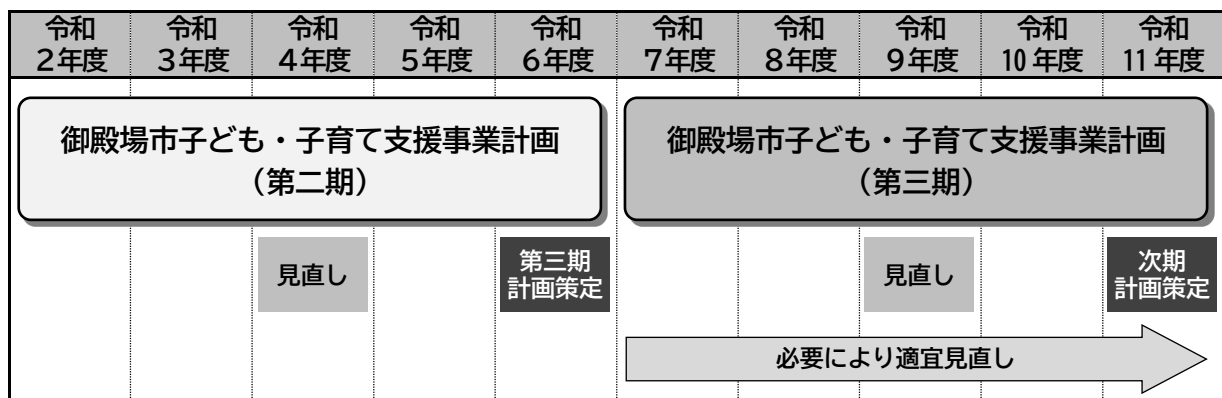 令和 令和 令和 令和 令和 令和 令和 令和 令和 令和
2年度 3年度 4年度 5年度 6年度 7年度 8年度 9年度 10年度 11年度
御殿場市子ども・子育て支援事業計画
(第二期)
御殿場市子ども・子育て支援事業計画
(第三期)
見直し
第三期
計画策定
見直し
次期
計画策定
必要により適宜見直し